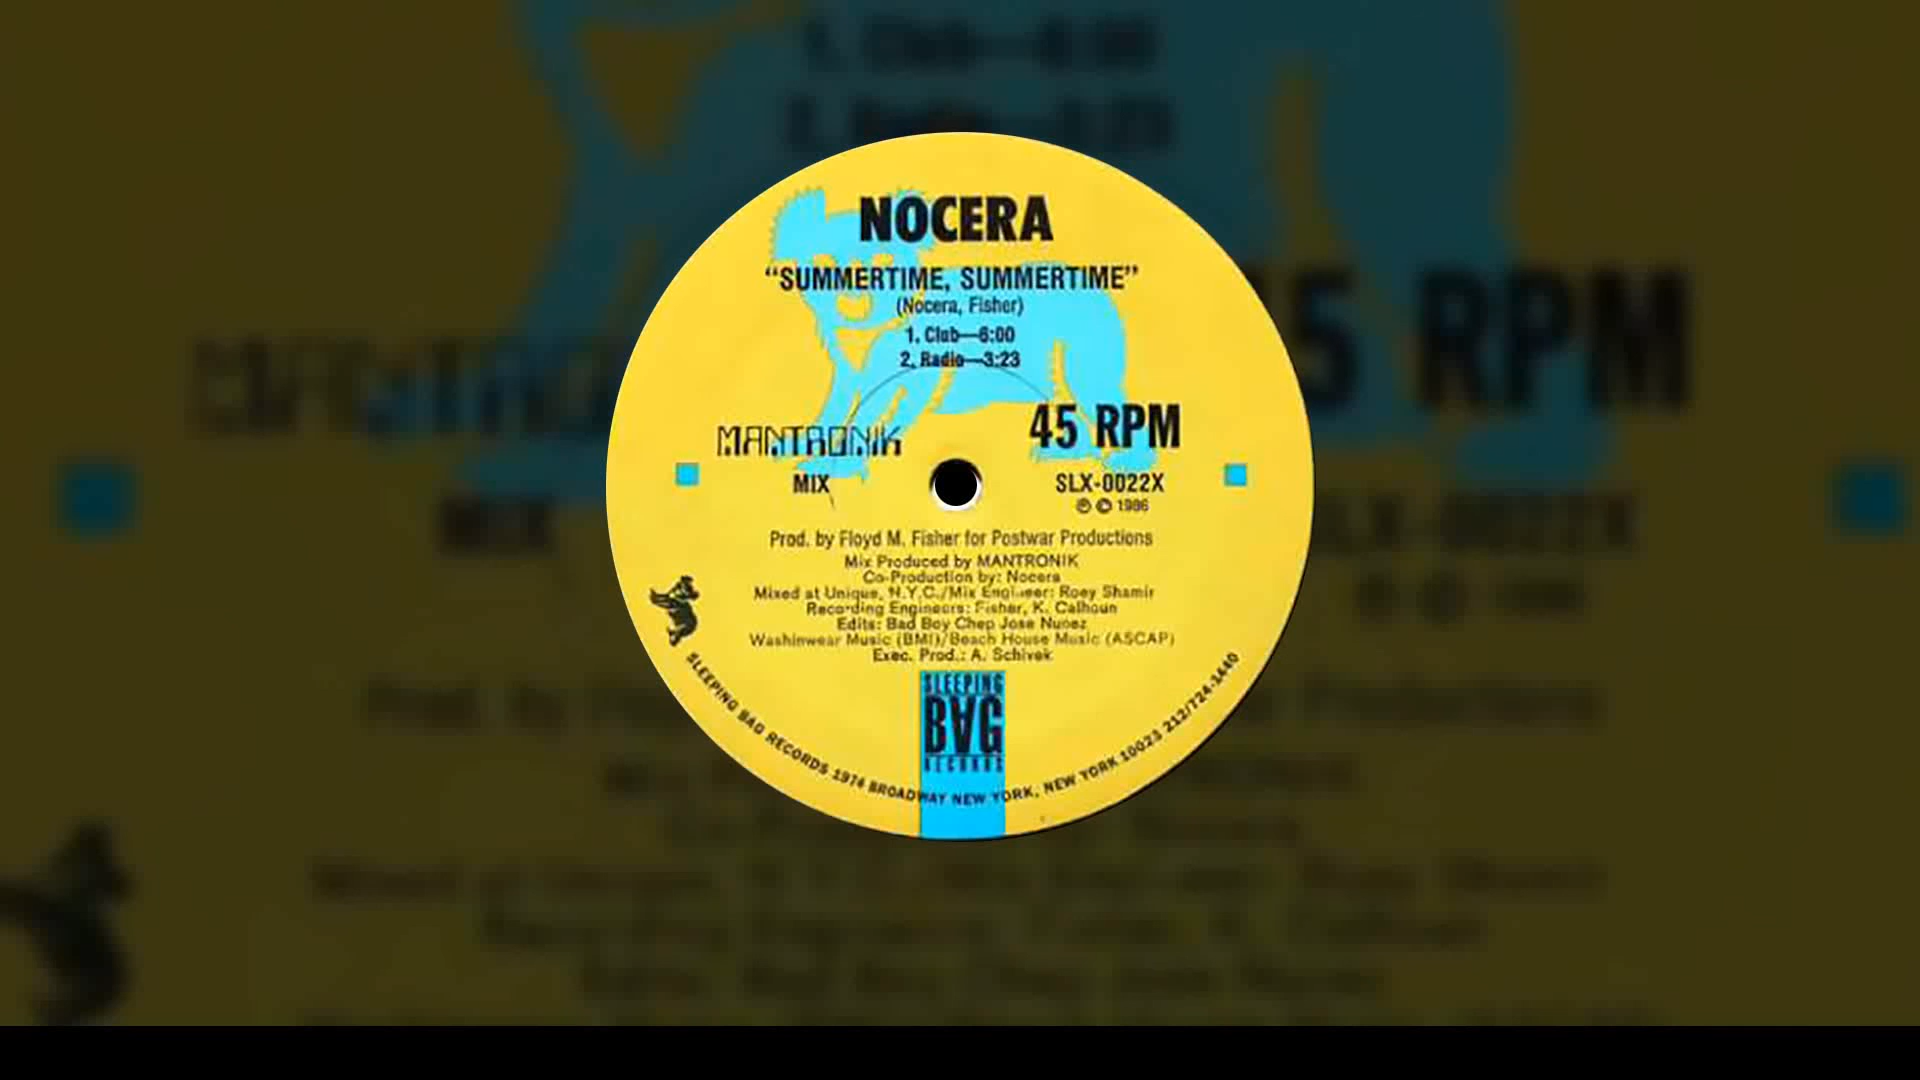 NOCERA
“SUMMERTIME, SUMMERTIME”
(Nocera, Fisher)
1. Club—6:00
2. Radio—3:23
MANTRONIK
MIX
45 RPM
SLX-0022X
℗ © 1986
Prod. by Floyd M. Fisher for Postwar Productions
Mix Produced by MANTRONIK
Co-Production by: Nocera
Mixed at Unique, N.Y.C./Mix Engineer: Roey Shamir
Recording Engineers: Fisher, K. Calhoun
Edits: Bad Boy Chep Jose Nunez
Washinwear Music (BMI)/Beach House Music (ASCAP)
Exec. Prod.: A. Schivek
SLEEPING
BAG
RECORDS
SLEEPING BAG RECORDS 1974 BROADWAY NEW YORK, NEW YORK 10023 212/724-1440